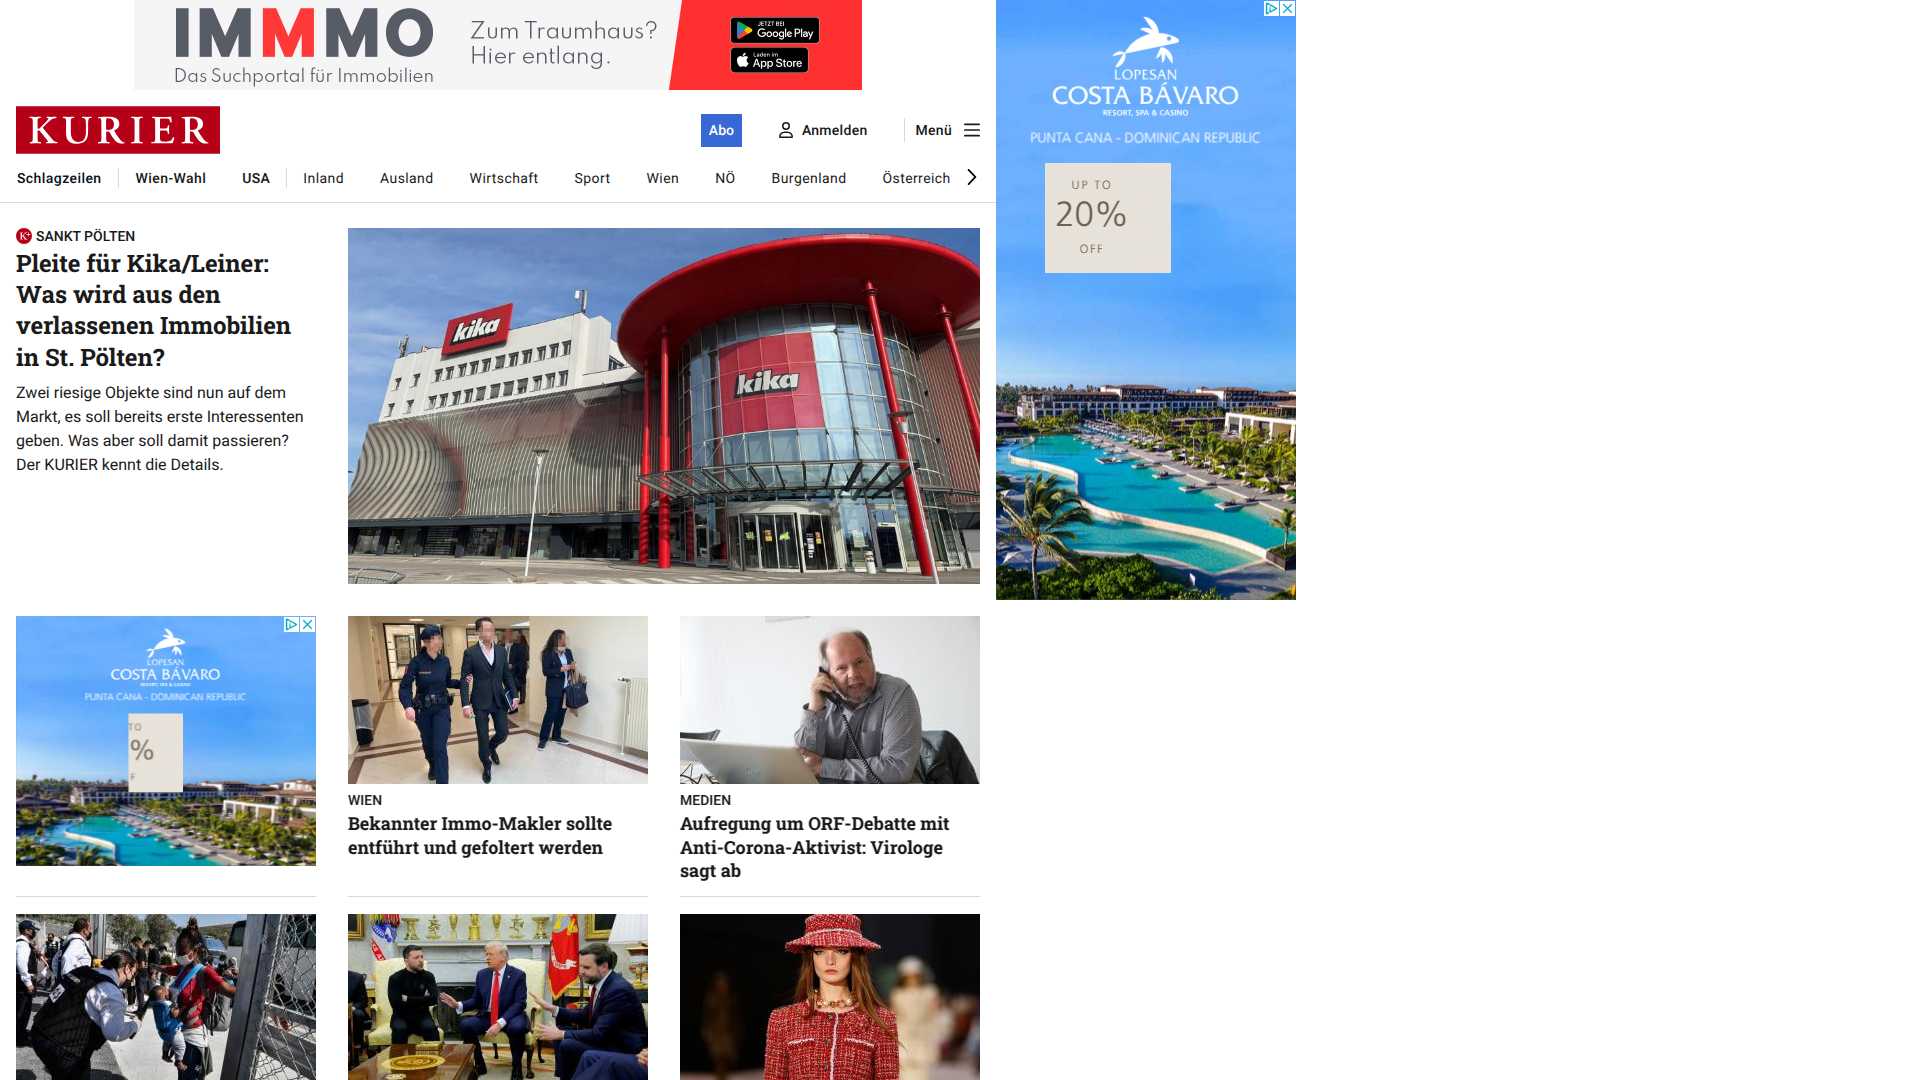 IMMMO
Das Suchportal für Immobilien
Zum Traumhaus?
Hier entlang.
JETZT BEI
Google Play
Laden im
App Store
KURIER
Abo
Anmelden
Menü
Schlagzeilen
Wien-Wahl
USA
Inland
Ausland
Wirtschaft
Sport
Wien
NÖ
Burgenland
Österreich
LOPESAN
COSTA BÁVARO
RESORT, SPA & CASINO
PUNTA CANA - DOMINICAN REPUBLIC
UP TO
20%
OFF
K+ SANKT PÖLTEN
Pleite für Kika/Leiner:
Was wird aus den
verlassenen Immobilien
in St. Pölten?
Zwei riesige Objekte sind nun auf dem
Markt, es soll bereits erste Interessenten
geben. Was aber soll damit passieren?
Der KURIER kennt die Details.
kika
kika
LOPESAN
COSTA BÁVARO
RESORT, SPA & CASINO
PUNTA CANA - DOMINICAN REPUBLIC
TO
%
F
WIEN
Bekannter Immo-Makler sollte
entführt und gefoltert werden
MEDIEN
Aufregung um ORF-Debatte mit
Anti-Corona-Aktivist: Virologe
sagt ab